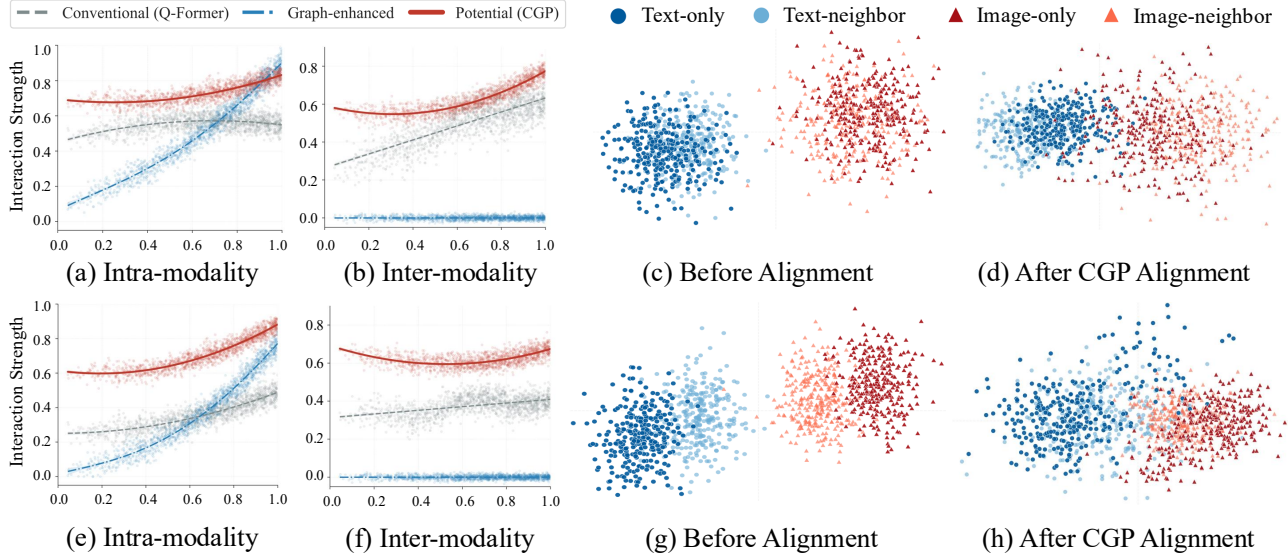 Conventional (Q-Former) Graph-enhanced Potential (CGP)
Text-only Text-neighbor Image-only Image-neighbor
Interaction Strength
1.0
0.8
0.6
0.4
0.2
0.0
0.0 0.2 0.4 0.6 0.8 1.0
(a) Intra-modality
0.8
0.6
0.4
0.2
0.0
0.0 0.2 0.4 0.6 0.8 1.0
(b) Inter-modality
(c) Before Alignment
(d) After CGP Alignment
Interaction Strength
1.0
0.8
0.6
0.4
0.2
0.0
0.0 0.2 0.4 0.6 0.8 1.0
(e) Intra-modality
0.8
0.6
0.4
0.2
0.0
0.0 0.2 0.4 0.6 0.8 1.0
(f) Inter-modality
(g) Before Alignment
(h) After CGP Alignment